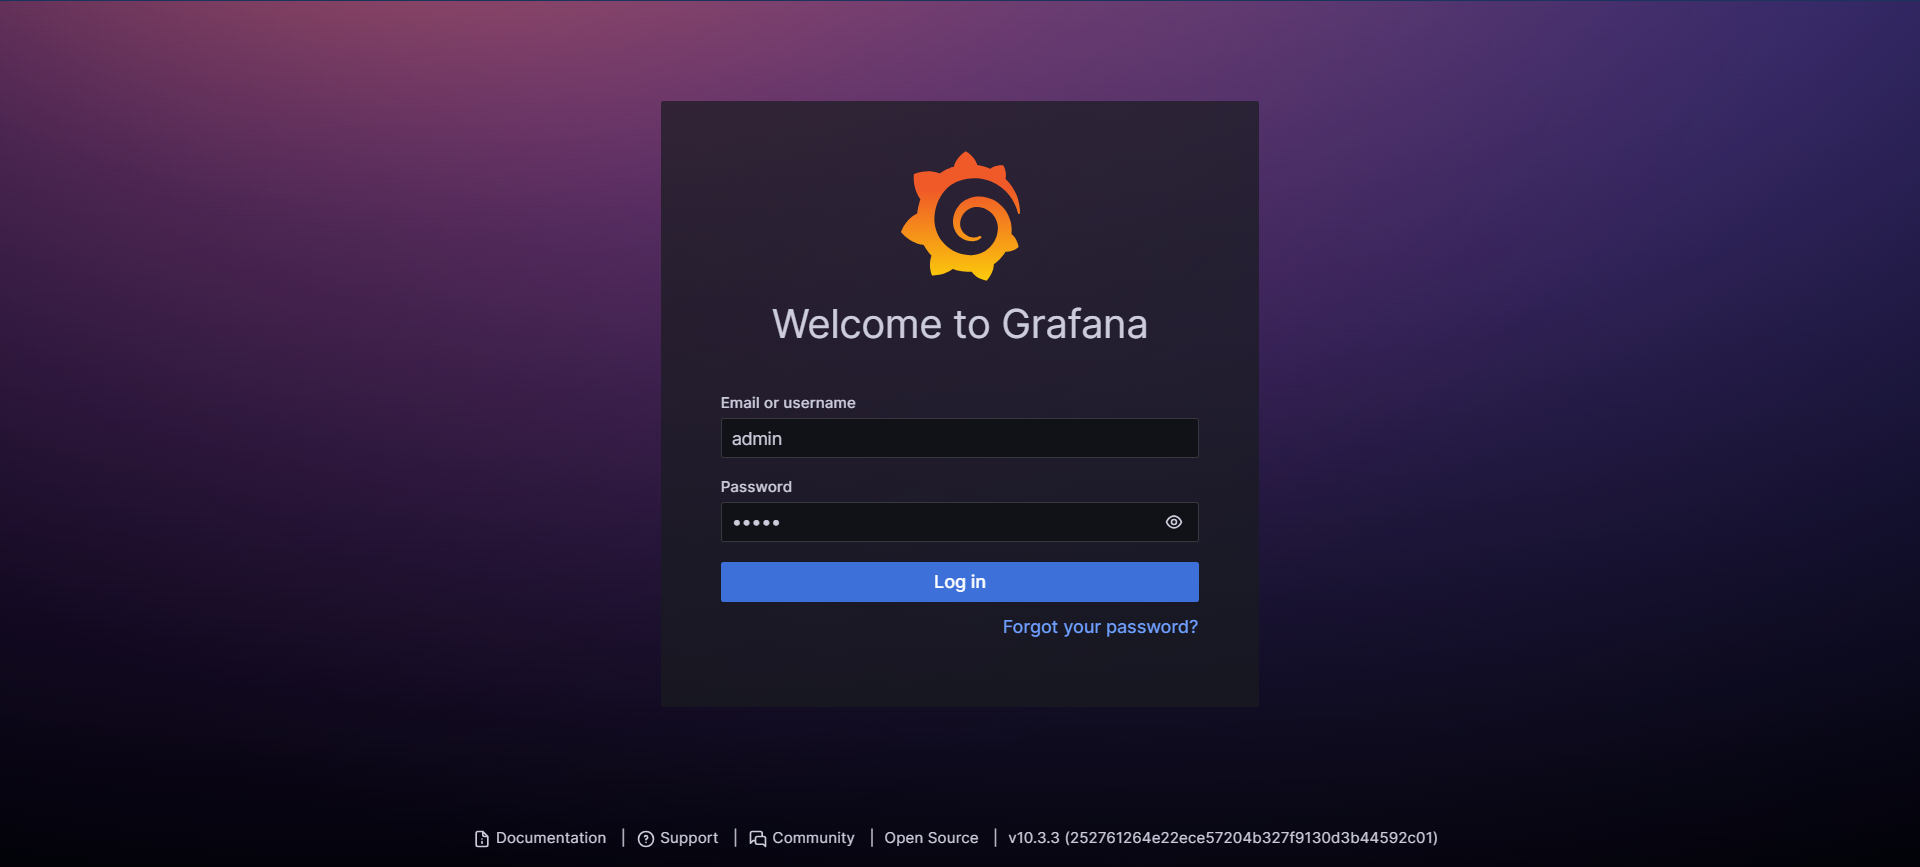 Welcome to Grafana
Email or username
admin
Password
•••••
Log in
Forgot your password?
Documentation | Support | Community | Open Source | v10.3.3 (252761264e22ece57204b327f9130d3b44592c01)